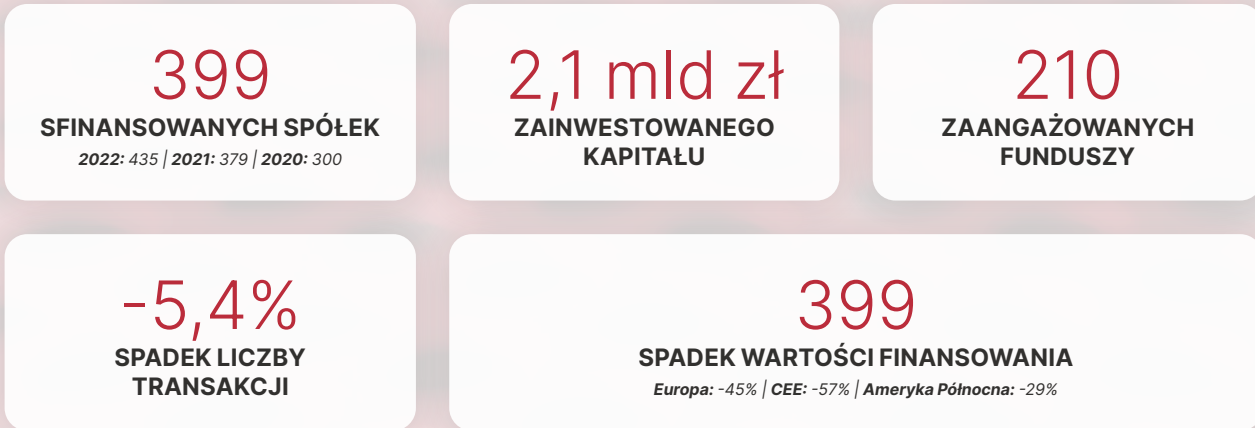 399
SFINANSOWANYCH SPÓŁEK
2022: 435 | 2021: 379 | 2020: 300
2,1 mld zł
ZAINWESTOWANEGO
KAPITAŁU
210
ZAANGAŻOWANYCH
FUNDUSZY
-5,4%
SPADEK LICZBY
TRANSAKCJI
399
SPADEK WARTOŚCI FINANSOWANIA
Europa: -45% | CEE: -57% | Ameryka Północna: -29%